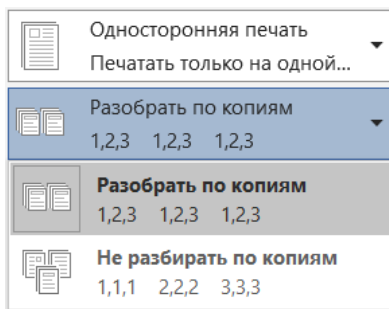 Односторонняя печать
Печатать только на одной...
Разобрать по копиям
1,2,3 1,2,3 1,2,3
Разобрать по копиям
1,2,3 1,2,3 1,2,3
Не разбирать по копиям
1,1,1 2,2,2 3,3,3